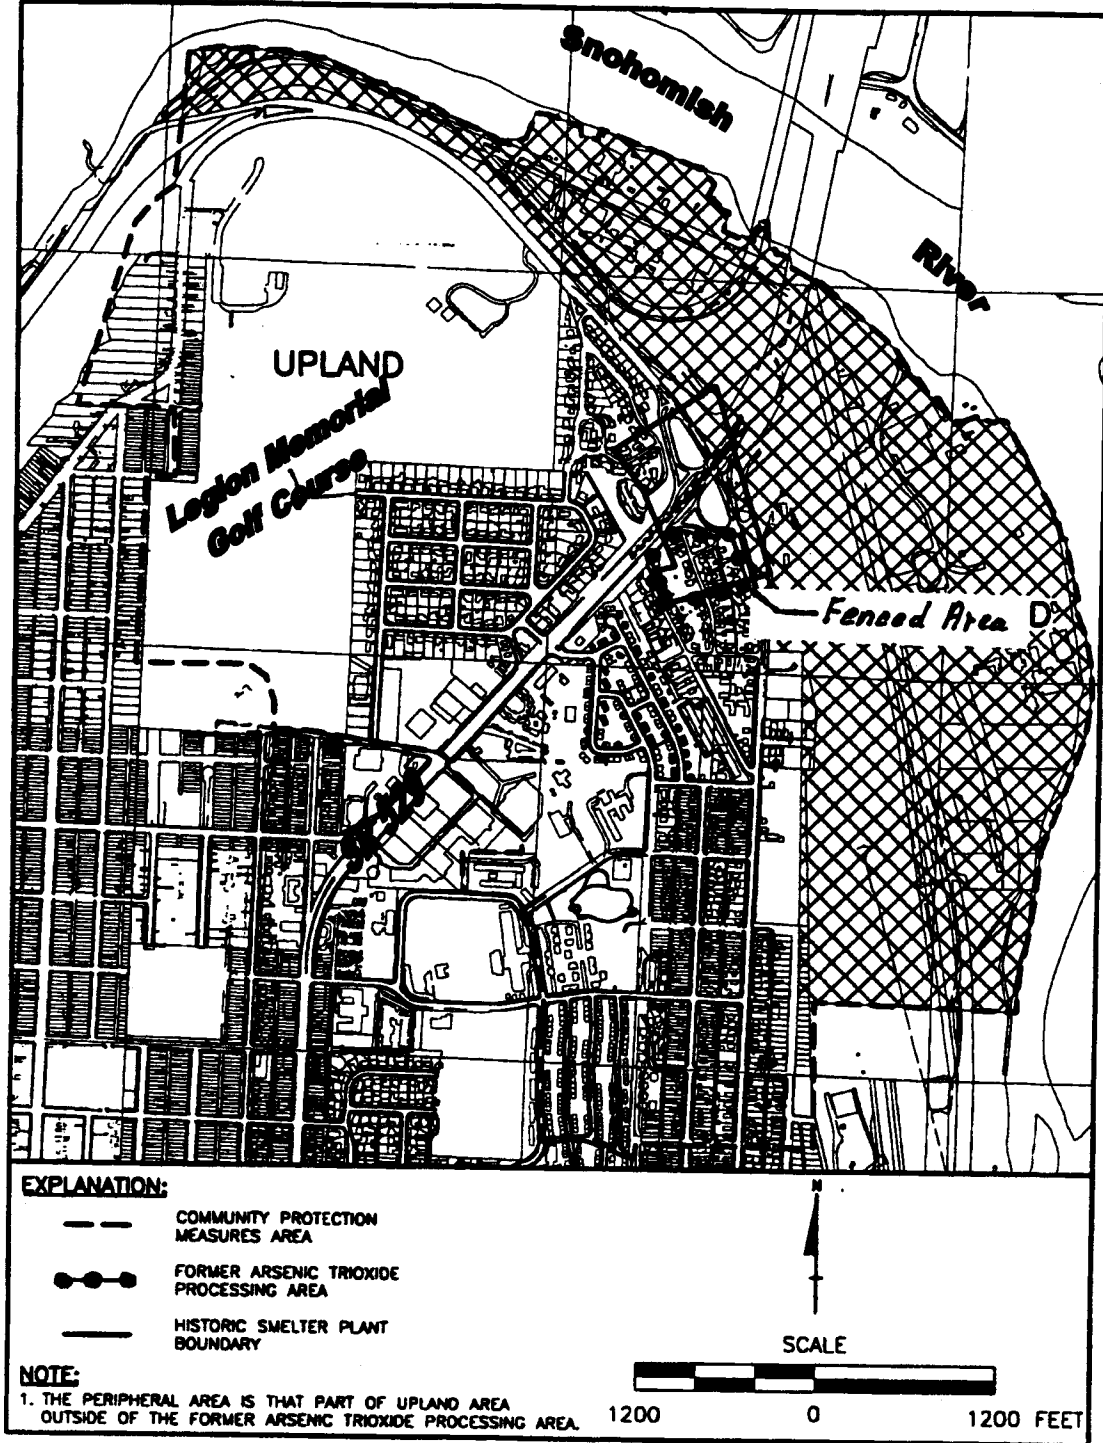 Snohomish
River
UPLAND
Legion Memorial
Golf Course
Fenced Area
D
SR 529
EXPLANATION:
COMMUNITY PROTECTION
MEASURES AREA
FORMER ARSENIC TRIOXIDE
PROCESSING AREA
HISTORIC SMELTER PLANT
BOUNDARY
NOTE:
1. THE PERIPHERAL AREA IS THAT PART OF UPLAND AREA
OUTSIDE OF THE FORMER ARSENIC TRIOXIDE PROCESSING AREA.
N
SCALE
1200 0 1200 FEET